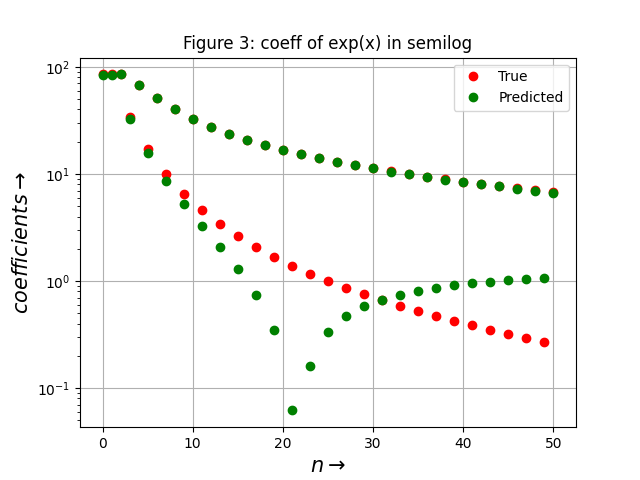 Figure 3: coeff of exp(x) in semilog
True
Predicted
coefficients→
10²
10¹
10⁰
10⁻¹
0 10 20 30 40 50
n→